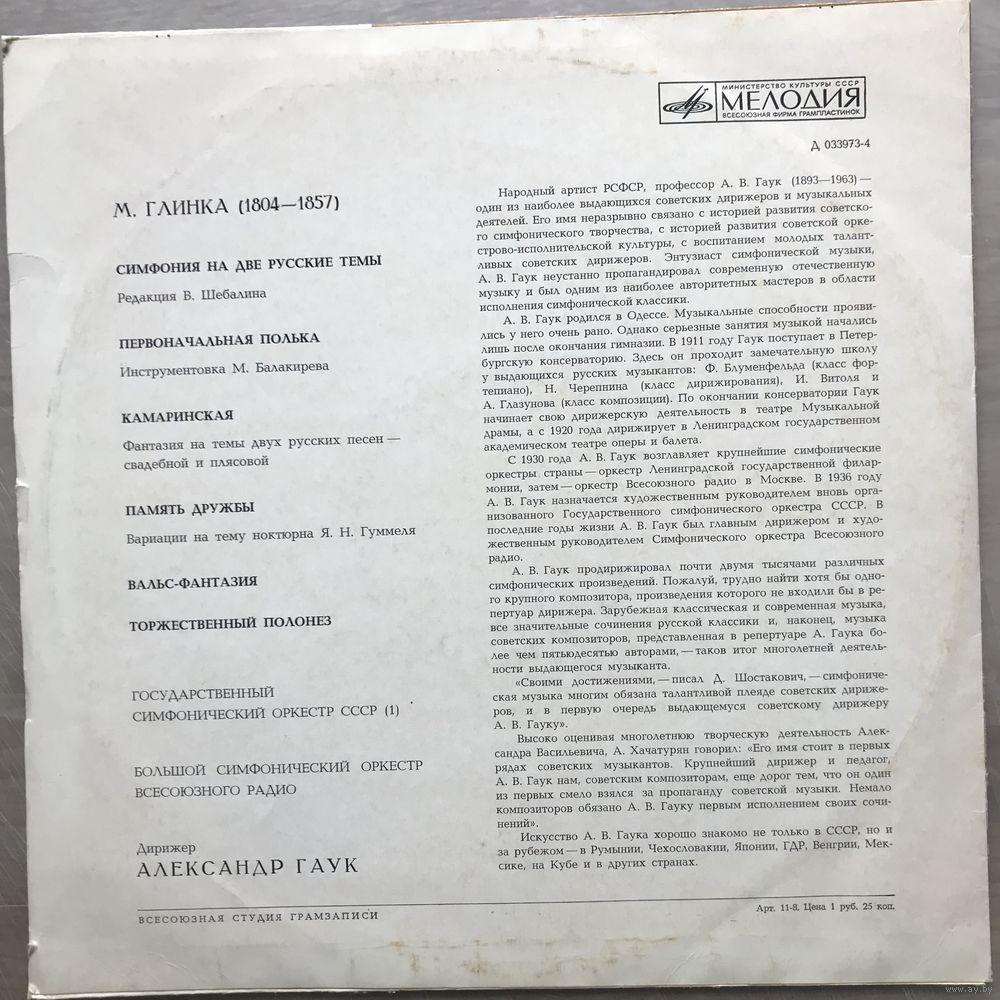 МИНИСТЕРСТВО КУЛЬТУРЫ СССР
МЕЛОДИЯ
ВСЕСОЮЗНАЯ ФИРМА ГРАМПЛАСТИНОК
Д 033973-4
М. ГЛИНКА (1804—1857)
СИМФОНИЯ НА ДВЕ РУССКИЕ ТЕМЫ
Редакция В. Шебалина
ПЕРВОНАЧАЛЬНАЯ ПОЛЬКА
Инструментовка М. Балакирева
КАМАРИНСКАЯ
Фантазия на темы двух русских песен —
свадебной и плясовой
ПАМЯТЬ ДРУЖБЫ
Вариации на тему ноктюрна Я. Н. Гуммеля
ВАЛЬС-ФАНТАЗИЯ
ТОРЖЕСТВЕННЫЙ ПОЛОНЕЗ
ГОСУДАРСТВЕННЫЙ
СИМФОНИЧЕСКИЙ ОРКЕСТР СССР (1)
БОЛЬШОЙ СИМФОНИЧЕСКИЙ ОРКЕСТР
ВСЕСОЮЗНОГО РАДИО
Дирижер
АЛЕКСАНДР ГАУК
Народный артист РСФСР, профессор А. В. Гаук (1893—1963) —
один из наиболее выдающихся советских дирижеров и музыкальных
деятелей. Его имя неразрывно связано с историей развития советско-
го симфонического творчества, с историей развития советской орке-
строво-исполнительской культуры, с воспитанием молодых талант-
ливых советских дирижеров. Энтузиаст симфонической музыки,
А. В. Гаук неустанно пропагандировал современную отечественную
музыку и был одним из наиболее авторитетных мастеров в области
исполнения симфонической классики.
А. В. Гаук родился в Одессе. Музыкальные способности прояви-
лись у него очень рано. Однако серьезные занятия музыкой начались
лишь после окончания гимназии. В 1911 году Гаук поступает в Петер-
бургскую консерваторию. Здесь он проходит замечательную школу
у выдающихся русских музыкантов: Ф. Блуменфельда (класс фор-
тепиано), Н. Черепнина (класс дирижирования), И. Витоля и
А. Глазунова (класс композиции). По окончании консерватории Гаук
начинает свою дирижерскую деятельность в театре Музыкальной
драмы, а с 1920 года дирижирует в Ленинградском государственном
академическом театре оперы и балета.
С 1930 года А. В. Гаук возглавляет крупнейшие симфонические
оркестры страны — оркестр Ленинградской государственной филар-
монии, затем — оркестр Всесоюзного радио в Москве. В 1936 году
А. В. Гаук назначается художественным руководителем вновь орга-
низованного Государственного симфонического оркестра СССР. В
последние годы жизни А. В. Гаук был главным дирижером и худо-
жественным руководителем Симфонического оркестра Всесоюзного
радио.
А. В. Гаук продирижировал почти двумя тысячами различных
симфонических произведений. Пожалуй, трудно найти хотя бы одно-
го крупного композитора, произведения которого не входили бы в ре-
пертуар дирижера. Зарубежная классическая и современная музыка,
все значительные сочинения русской классики и, наконец, музыка
советских композиторов, представленная в репертуаре А. Гаука бо-
лее чем пятьюдесятью авторами, — таков итог многолетней деятель-
ности выдающегося музыканта.
«Своими достижениями, — писал Д. Шостакович, — симфониче-
ская музыка многим обязана талантливой плеяде советских дириже-
ров, и в первую очередь выдающемуся советскому дирижеру
А. В. Гауку».
Высоко оценивая многолетнюю творческую деятельность Алек-
сандра Васильевича, А. Хачатурян говорил: «Его имя стоит в первых
рядах советских музыкантов. Крупнейший дирижер и педагог,
А. В. Гаук нам, советским композиторам, еще дорог тем, что он один
из первых смело взялся за пропаганду советской музыки. Немало
композиторов обязано А. В. Гауку первым исполнением своих сочи-
нений».
Искусство А. В. Гаука хорошо знакомо не только в СССР, но и
за рубежом — в Румынии, Чехословакии, Японии, ГДР, Венгрии, Мек-
сике, на Кубе и в других странах.
ВСЕСОЮЗНАЯ СТУДИЯ ГРАМЗАПИСИ
Арт. 11-8. Цена 1 руб. 25 коп.
www.ay.by